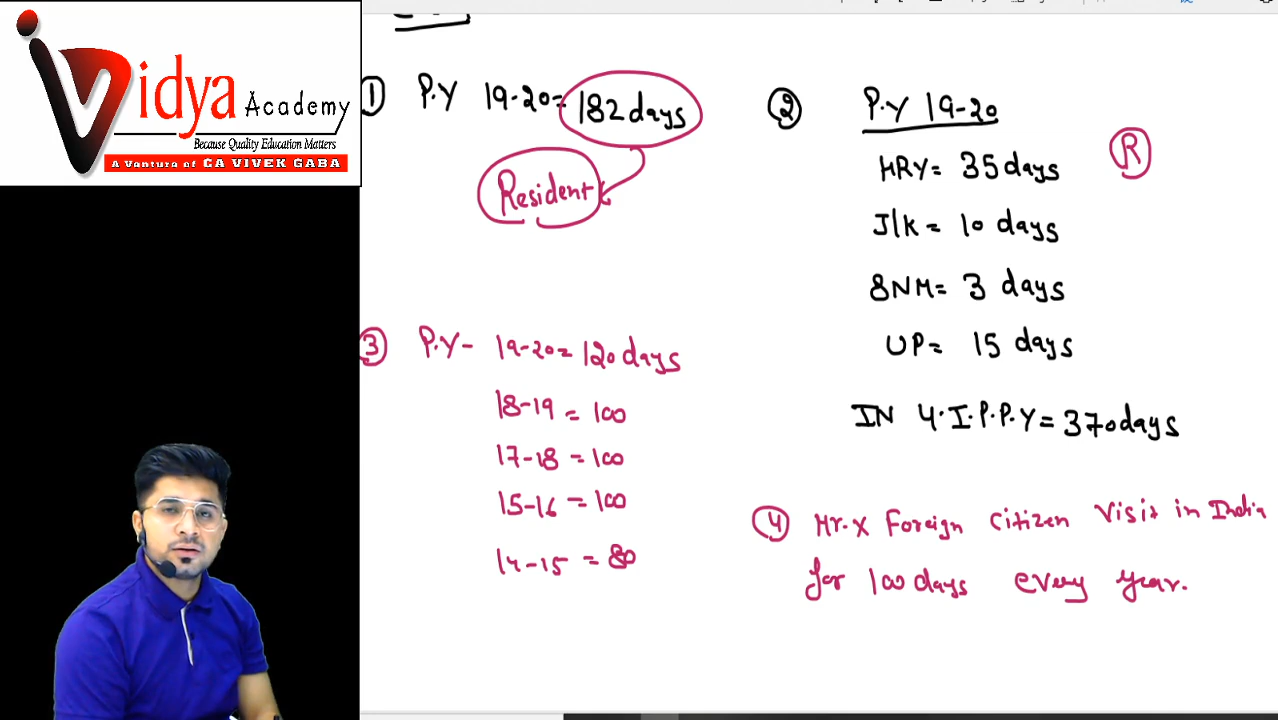 Vidya Academy
Because Quality Education Matters
A Vantura of CA VIVEK GABA
① P.Y 19-20= 182 days
Resident
② P.Y 19-20
HRY= 35 days
R
J/K = 10 days
8NM= 3 days
UP= 15 days
IN 4.I.P.P.Y= 370 days
③ P.Y- 19-20= 120 days
18-19 = 100
17-18 = 100
15-16 = 100
14-15 = 80
④ Mr.X Foreign Citizen Visit in India
for 100 days every year.